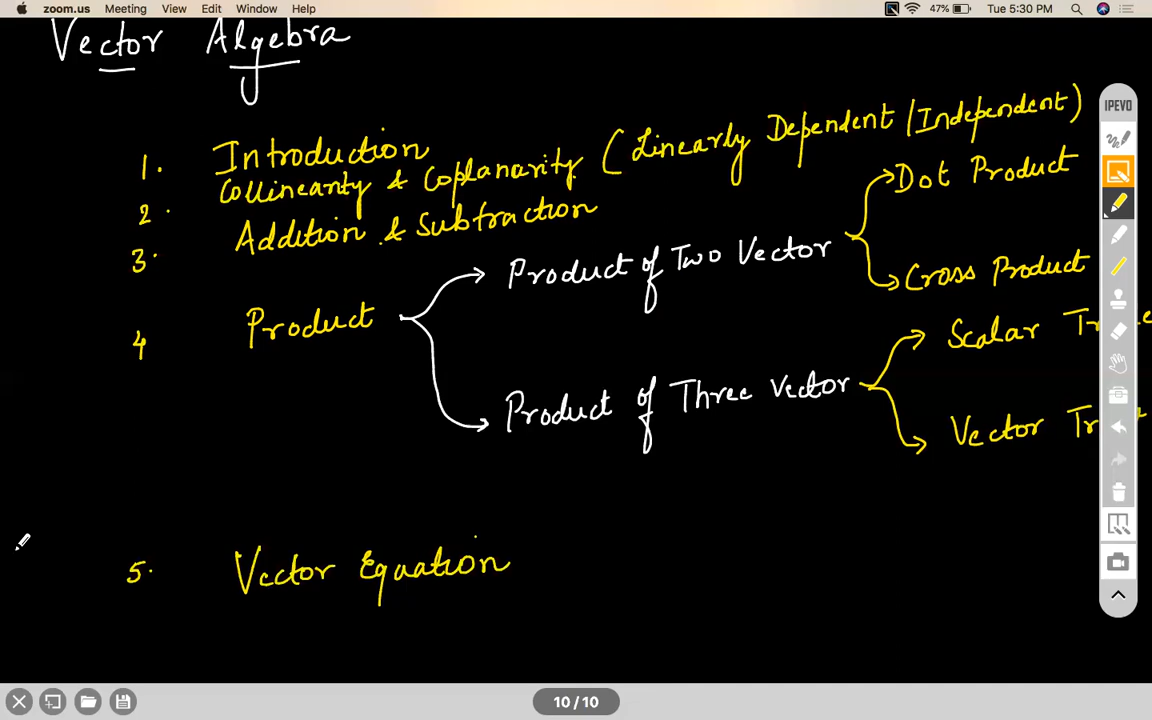 zoom.us Meeting View Edit Window Help 47% Tue 5:30 PM
Vector Algebra
IPEVO
1. Introduction
2. Collinearity & Coplanarity (Linearly Dependent/Independent)
3. Addition & Subtraction
4 Product
Product of Two Vector
Dot Product
Cross Product
Product of Three Vector
Scalar
Vector
5. Vector Equation
10/10